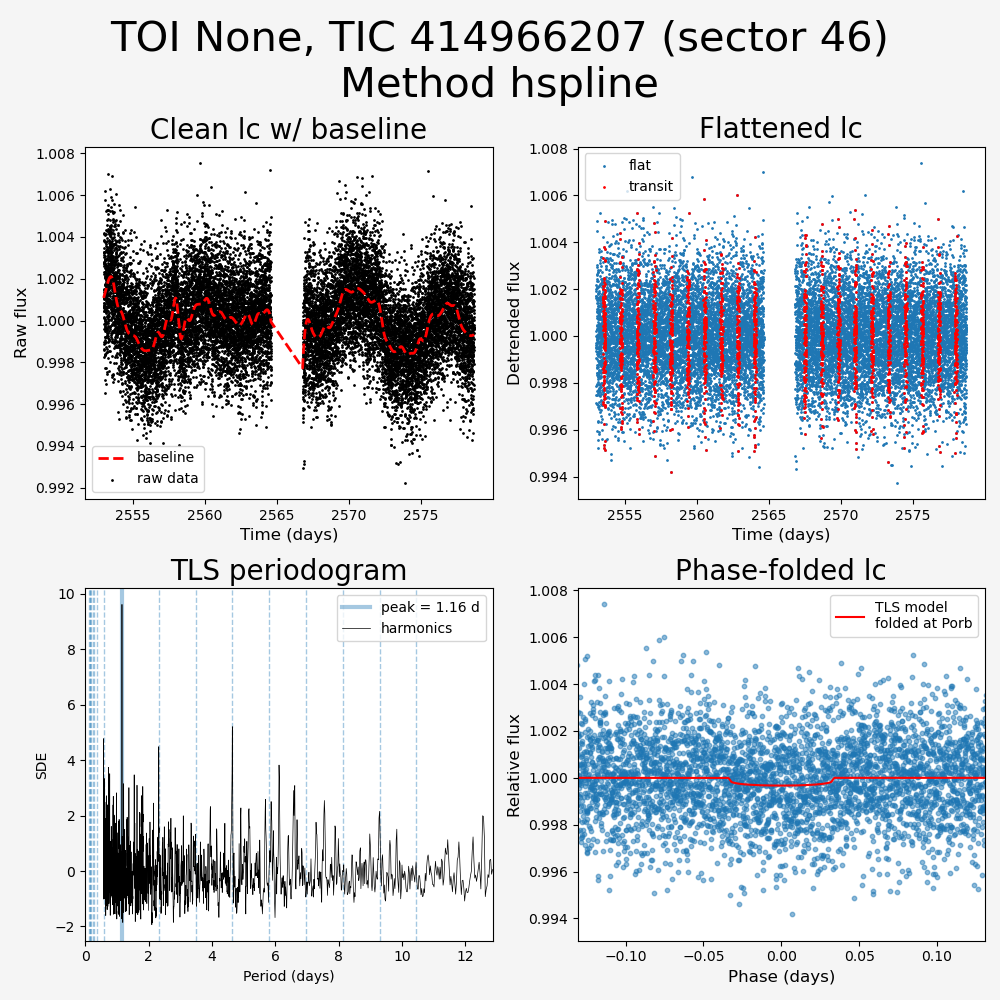 TOI None, TIC 414966207 (sector 46)
Method hspline
Clean lc w/ baseline
Flattened lc
1.008
1.006
1.004
1.002
1.000
0.998
0.996
0.994
0.992
Raw flux
baseline
raw data
2555 2560 2565 2570 2575
Time (days)
1.008
1.006
1.004
1.002
1.000
0.998
0.996
0.994
Detrended flux
flat
transit
2555 2560 2565 2570 2575
Time (days)
TLS periodogram
Phase-folded lc
10
8
6
4
2
0
−2
SDE
peak = 1.16 d
harmonics
0 2 4 6 8 10 12
Period (days)
1.008
1.006
1.004
1.002
1.000
0.998
0.996
0.994
Relative flux
TLS model
folded at Porb
−0.10 −0.05 0.00 0.05 0.10
Phase (days)